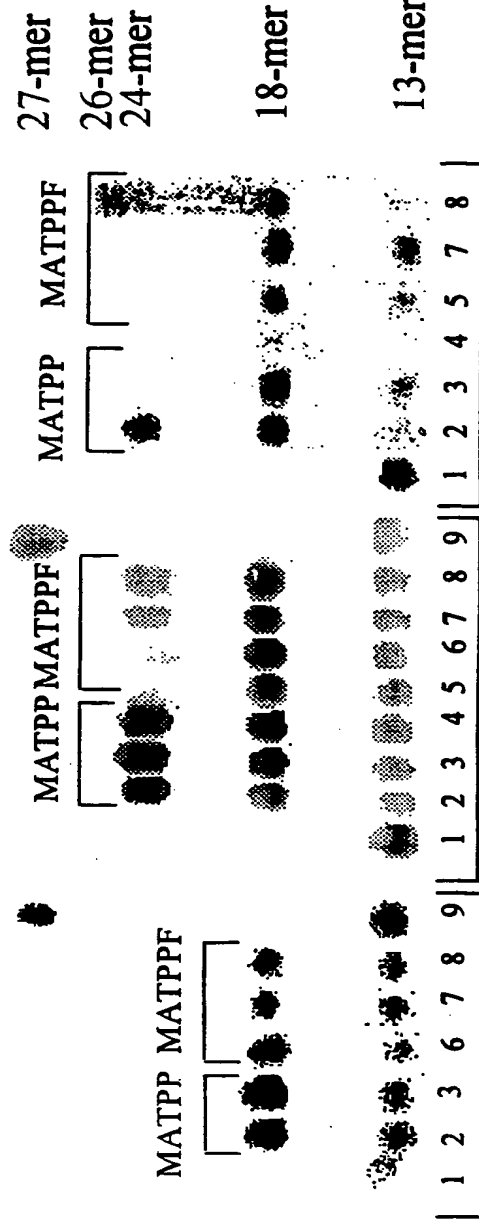 MATPP MATPPF MATPP MATPPF MATPP MATPPF
27-mer
26-mer
24-mer
18-mer
13-mer
1 2 3 6 7 8 9 1 2 3 4 5 6 7 8 9 1 2 3 4 5 7 8